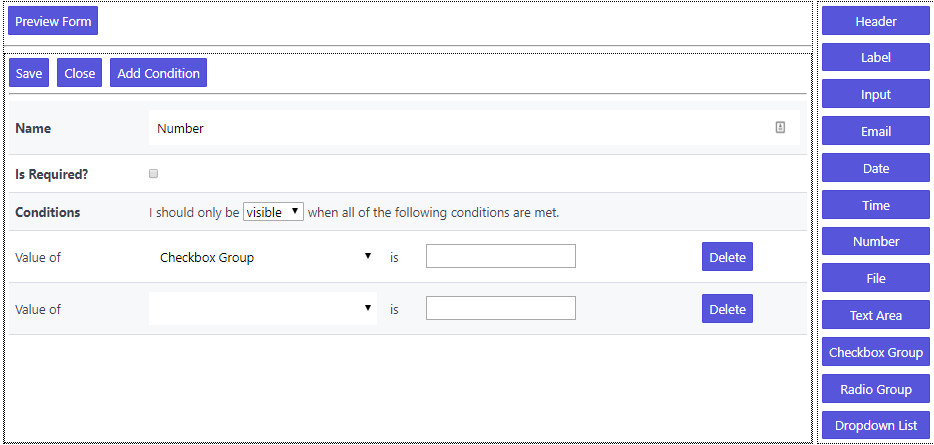 Preview Form
Save Close Add Condition
Name Number
Is Required?
Conditions I should only be visible when all of the following conditions are met.
Value of Checkbox Group is Delete
Value of is Delete
Header
Label
Input
Email
Date
Time
Number
File
Text Area
Checkbox Group
Radio Group
Dropdown List